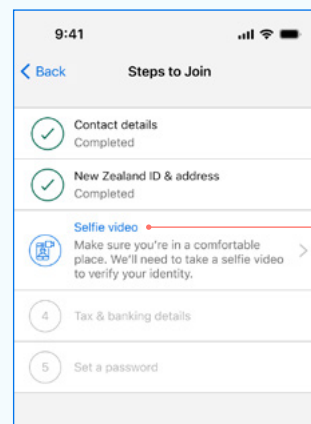 9:41
Back Steps to Join
Contact details
Completed
New Zealand ID & address
Completed
Selfie video
Make sure you're in a comfortable
place. We'll need to take a selfie video
to verify your identity.
4 Tax & banking details
5 Set a password